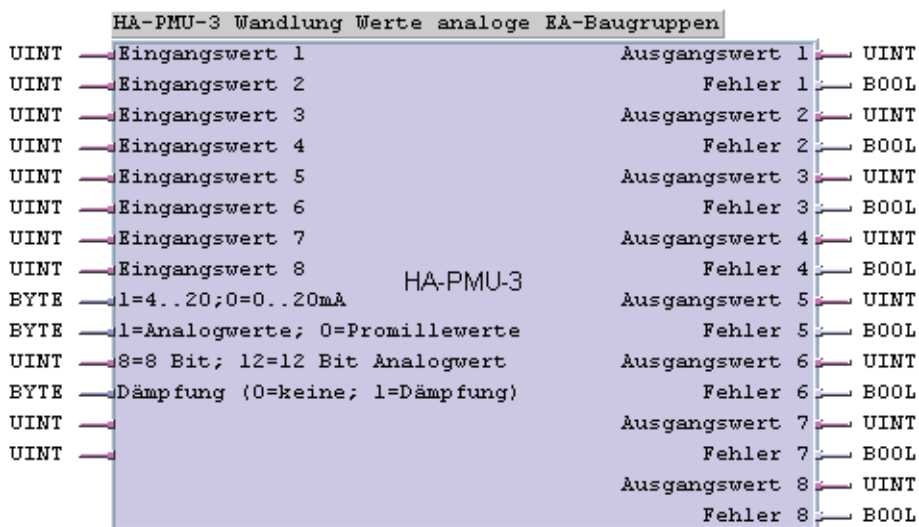 HA-PMU-3 Wandlung Werte analoge EA-Baugruppen
UINT Eingangswert 1 Ausgangswert 1 UINT
UINT Eingangswert 2 Fehler 1 BOOL
UINT Eingangswert 3 Ausgangswert 2 UINT
UINT Eingangswert 4 Fehler 2 BOOL
UINT Eingangswert 5 Ausgangswert 3 UINT
UINT Eingangswert 6 Fehler 3 BOOL
UINT Eingangswert 7 Ausgangswert 4 UINT
UINT Eingangswert 8 Fehler 4 BOOL
HA-PMU-3
BYTE 1=4..20;0=0..20mA Ausgangswert 5 UINT
BYTE 1=Analogwerte; 0=Promillewerte Fehler 5 BOOL
UINT 8=8 Bit; 12=12 Bit Analogwert Ausgangswert 6 UINT
BYTE Dämpfung (0=keine; 1=Dämpfung) Fehler 6 BOOL
UINT Ausgangswert 7 UINT
UINT Fehler 7 BOOL
Ausgangswert 8 UINT
Fehler 8 BOOL